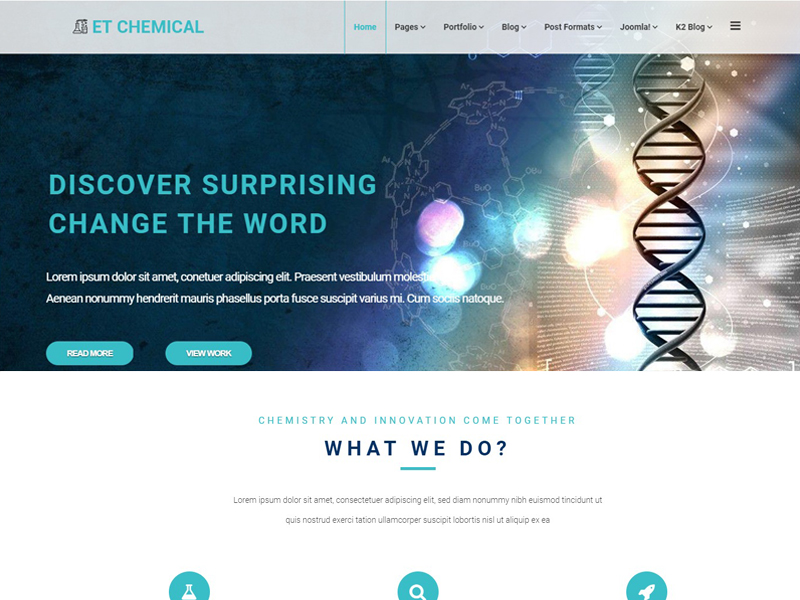 ET CHEMICAL
Home Pages Portfolio Blog Post Formats Joomla! K2 Blog
DISCOVER SURPRISING
CHANGE THE WORD
Lorem ipsum dolor sit amet, conetuer adipiscing elit. Praesent vestibulum
Aenean nonummy hendrerit mauris phasellus porta fusce suscipit varius mi. Cum sociis natoque.
READ MORE VIEW WORK
CHEMISTRY AND INNOVATION COME TOGETHER
WHAT WE DO?
Lorem ipsum dolor sit amet, consectetuer adipiscing elit, sed diam nonummy nibh euismod tincidunt ut
quis nostrud exerci tation ullamcorper suscipit lobortis nisl ut aliquip ex ea